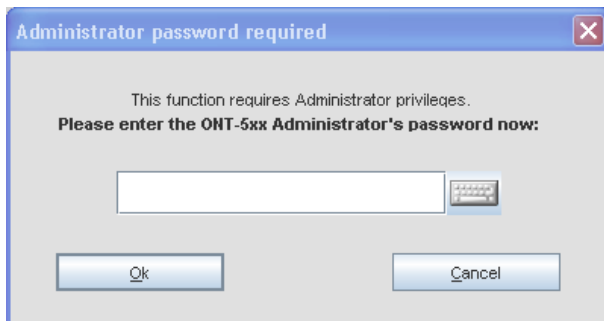 Administrator password required
This function requires Administrator privileges.
Please enter the ONT-5xx Administrator's password now:
Ok
Cancel